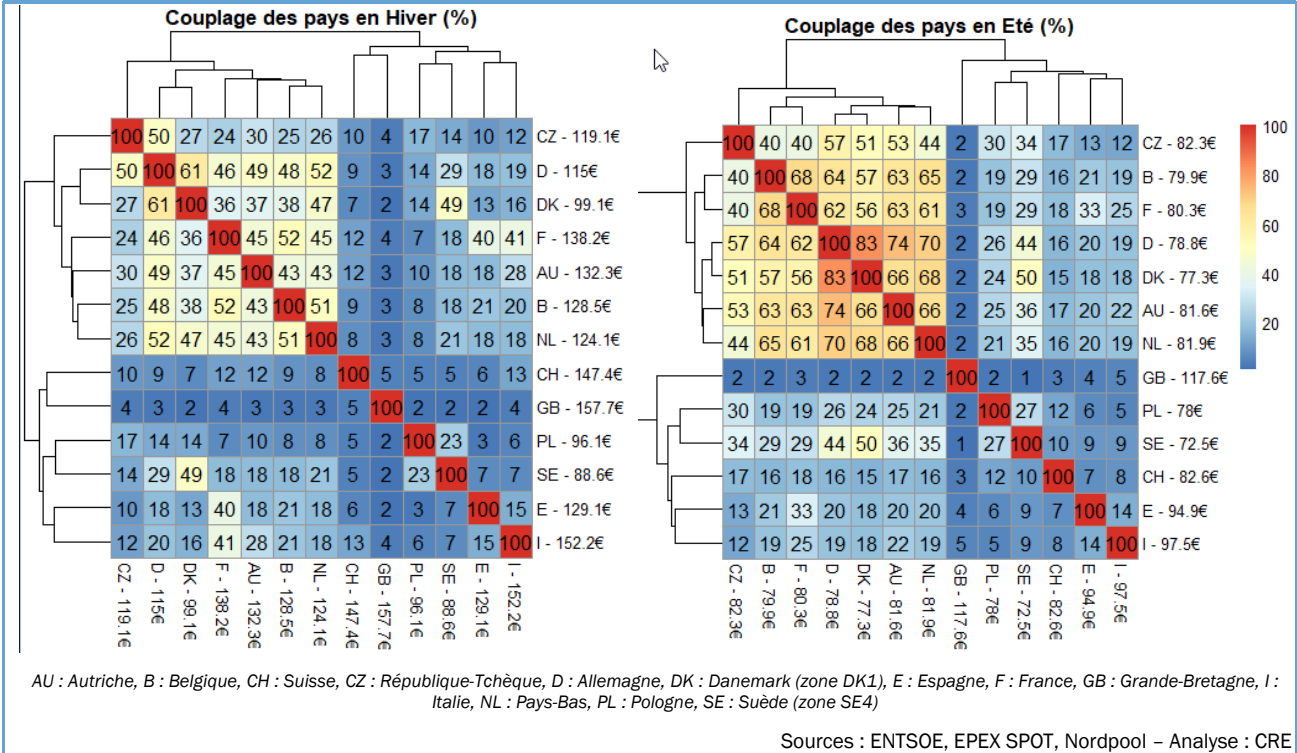 Couplage des pays en Hiver (%)
100 50 27 24 30 25 26 10 4 17 14 10 12 CZ - 119.1€
50 100 61 46 49 48 52 9 3 14 29 18 19 D - 115€
27 61 100 36 37 38 47 7 2 14 49 13 16 DK - 99.1€
24 46 36 100 45 52 45 12 4 7 18 40 41 F - 138.2€
30 49 37 45 100 43 43 12 3 10 18 18 28 AU - 132.3€
25 48 38 52 43 100 51 9 3 8 18 21 20 B - 128.5€
26 52 47 45 43 51 100 8 3 8 21 18 18 NL - 124.1€
10 9 7 12 12 9 8 100 5 5 5 6 13 CH - 147.4€
4 3 2 4 3 3 3 5 100 2 2 2 4 GB - 157.7€
17 14 14 7 10 8 8 5 2 100 23 3 6 PL - 96.1€
14 29 49 18 18 18 21 5 2 23 100 7 7 SE - 88.6€
10 18 13 40 18 21 18 6 2 3 7 100 15 E - 129.1€
12 20 16 41 28 21 18 13 4 6 7 15 100 I - 152.2€
CZ - 119.1€
D - 115€
DK - 99.1€
F - 138.2€
AU - 132.3€
B - 128.5€
NL - 124.1€
CH - 147.4€
GB - 157.7€
PL - 96.1€
SE - 88.6€
E - 129.1€
I - 152.2€
Couplage des pays en Eté (%)
100 40 40 57 51 53 44 2 30 34 17 13 12 CZ - 82.3€
40 100 68 64 57 63 65 2 19 29 16 21 19 B - 79.9€
40 68 100 62 56 63 61 3 19 29 18 33 25 F - 80.3€
57 64 62 100 83 74 70 2 26 44 16 20 19 D - 78.8€
51 57 56 83 100 66 68 2 24 50 15 18 18 DK - 77.3€
53 63 63 74 66 100 66 2 25 36 17 20 22 AU - 81.6€
44 65 61 70 68 66 100 2 21 35 16 20 19 NL - 81.9€
2 2 3 2 2 2 2 100 2 1 3 4 5 GB - 117.6€
30 19 19 26 24 25 21 2 100 27 12 6 5 PL - 78€
34 29 29 44 50 36 35 1 27 100 10 9 9 SE - 72.5€
17 16 18 16 15 17 16 3 12 10 100 7 8 CH - 82.6€
13 21 33 20 18 20 20 4 6 9 7 100 14 E - 94.9€
12 19 25 19 18 22 19 5 5 9 8 14 100 I - 97.5€
CZ - 82.3€
B - 79.9€
F - 80.3€
D - 78.8€
DK - 77.3€
AU - 81.6€
NL - 81.9€
GB - 117.6€
PL - 78€
SE - 72.5€
CH - 82.6€
E - 94.9€
I - 97.5€
100
80
60
40
20
AU : Autriche, B : Belgique, CH : Suisse, CZ : République-Tchèque, D : Allemagne, DK : Danemark (zone DK1), E : Espagne, F : France, GB : Grande-Bretagne, I :
Italie, NL : Pays-Bas, PL : Pologne, SE : Suède (zone SE4)
Sources : ENTSOE, EPEX SPOT, Nordpool – Analyse : CRE